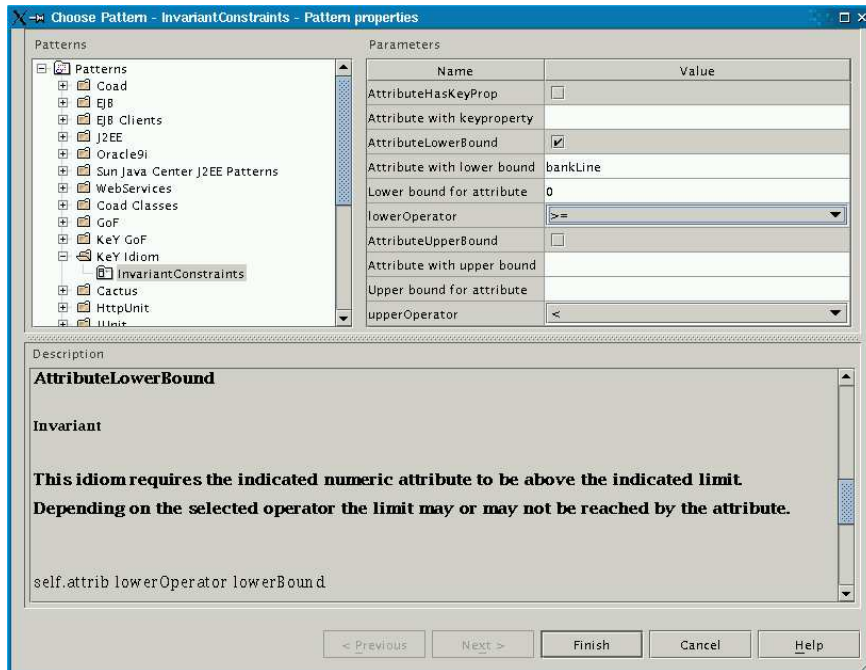 Choose Pattern - InvariantConstraints - Pattern properties
Patterns
Patterns
Coad
EJB
EJB Clients
J2EE
Oracle9i
Sun Java Center J2EE Patterns
WebServices
Coad Classes
GoF
KeY GoF
KeY Idiom
InvariantConstraints
Cactus
HttpUnit
JUnit
Parameters
Name Value
AttributeHasKeyProp
Attribute with keyproperty
AttributeLowerBound
Attribute with lower bound bankLine
Lower bound for attribute 0
lowerOperator >=
AttributeUpperBound
Attribute with upper bound
Upper bound for attribute
upperOperator <
Description
AttributeLowerBound
Invariant
This idiom requires the indicated numeric attribute to be above the indicated limit.
Depending on the selected operator the limit may or may not be reached by the attribute.
self.attrib lowerOperator lowerBound
< Previous Next > Finish Cancel Help